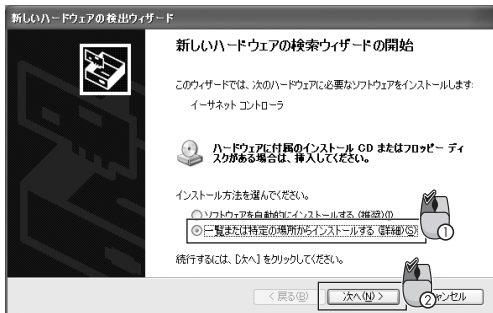 新しいハードウェアの検出ウィザード
新しいハードウェアの検索ウィザードの開始
このウィザードでは、次のハードウェアに必要なソフトウェアをインストールします:
イーサネット コントローラ
ハードウェアに付属のインストール CD またはフロッピー ディ
スクがある場合は、挿入してください。
インストール方法を選んでください。
ソフトウェアを自動的にインストールする (推奨)(I)
一覧または特定の場所からインストールする (詳細)(S)
①
続行するには、[次へ] をクリックしてください。
< 戻る(B) 次へ(N) > ② ャンセル